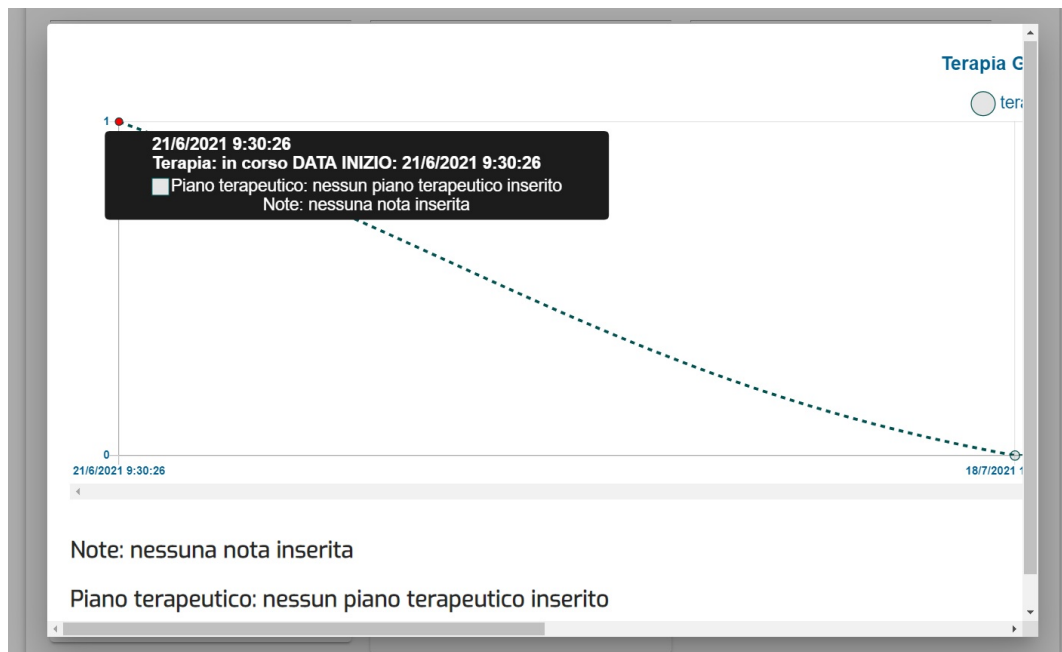 Terapia G
tera
1
21/6/2021 9:30:26
Terapia: in corso DATA INIZIO: 21/6/2021 9:30:26
Piano terapeutico: nessun piano terapeutico inserito
Note: nessuna nota inserita
0
21/6/2021 9:30:26
18/7/2021 1
Note: nessuna nota inserita
Piano terapeutico: nessun piano terapeutico inserito